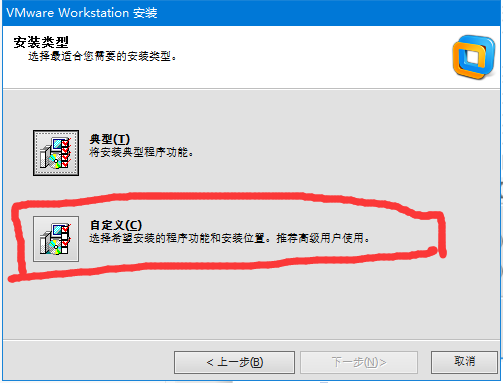 VMware Workstation 安装
安装类型
选择最适合您需要的安装类型。
典型(T)
将安装典型程序功能。
自定义(C)
选择希望安装的程序功能和安装位置。推荐高级用户使用。
< 上一步(B)
下一步(N)>
取消